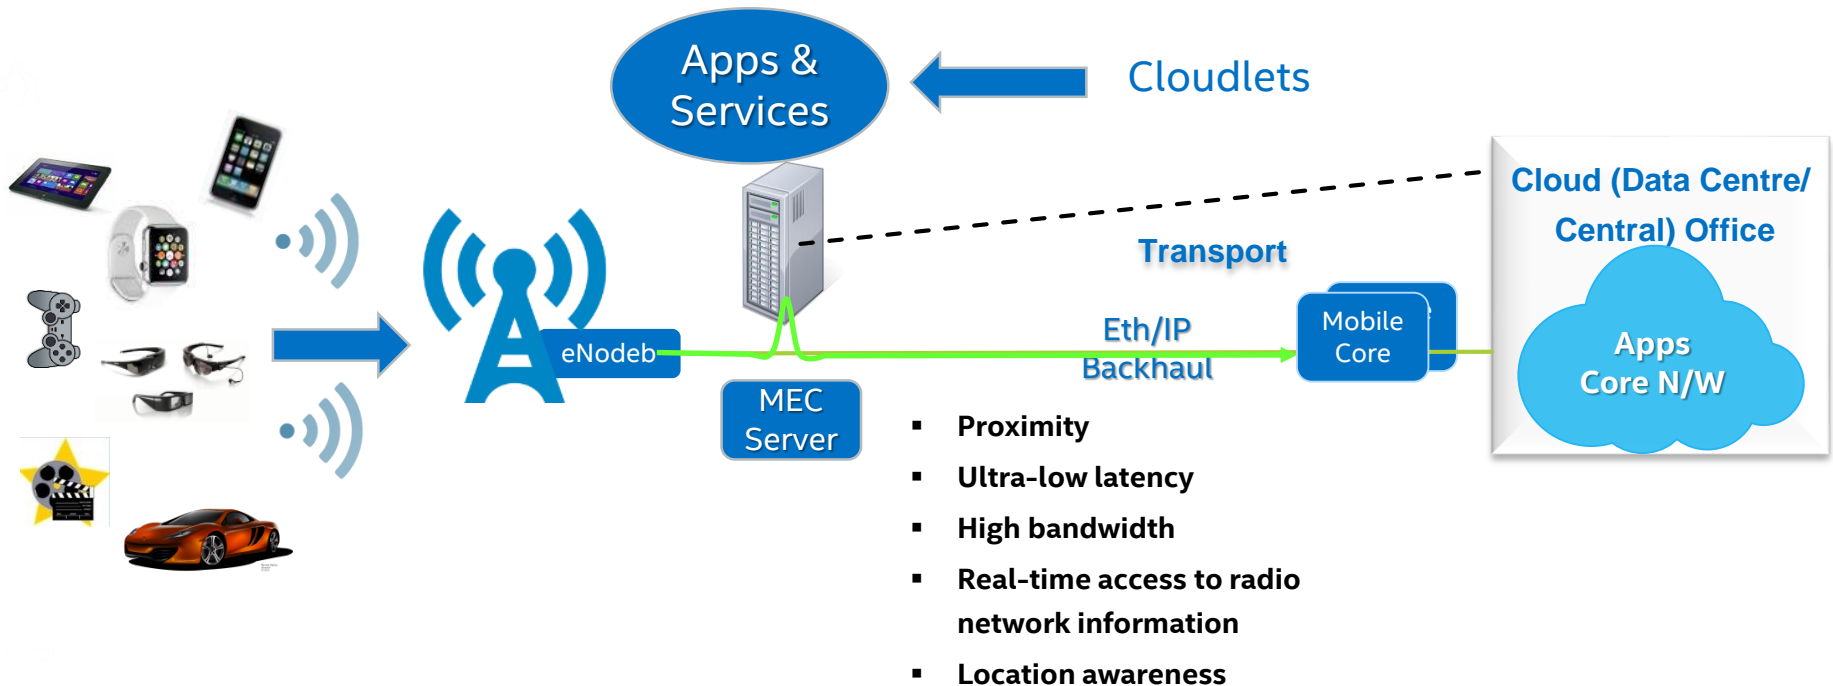 Apps &
Services
Cloudlets
Cloud (Data Centre/
Central) Office
Transport
eNodeb
Eth/IP
Backhaul
Mobile
Core
Apps
Core N/W
MEC
Server
▪ Proximity
▪ Ultra-low latency
▪ High bandwidth
▪ Real-time access to radio
network information
▪ Location awareness